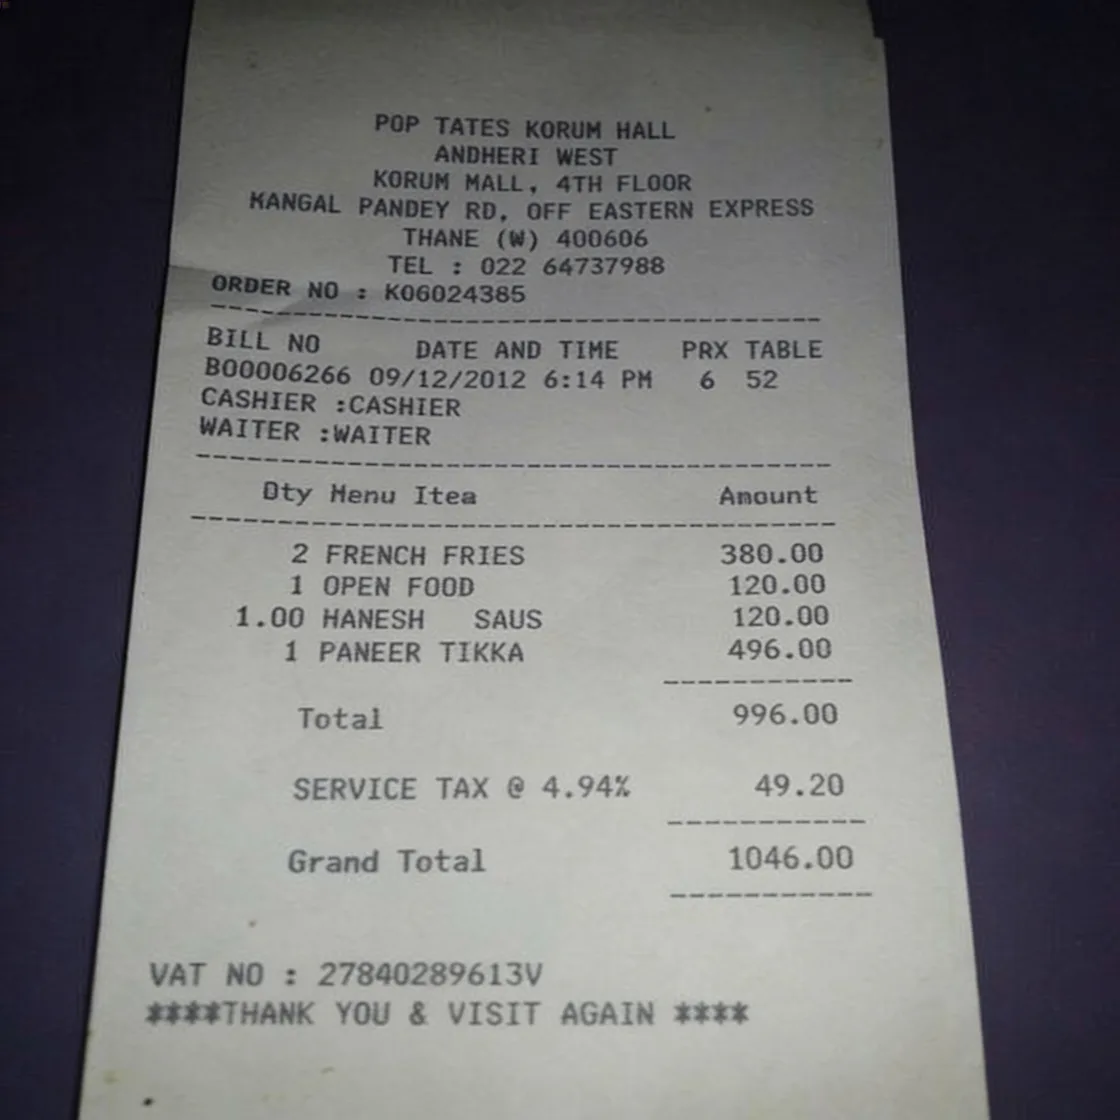 POP TATES KORUM HALL
ANDHERI WEST
KORUM MALL, 4TH FLOOR
MANGAL PANDEY RD, OFF EASTERN EXPRESS
THANE (W) 400606
TEL : 022 64737988
ORDER NO : K06024385
BILL NO DATE AND TIME PRX TABLE
B00006266 09/12/2012 6:14 PM 6 52
CASHIER :CASHIER
WAITER :WAITER
Qty Menu Item Amount
2 FRENCH FRIES 380.00
1 OPEN FOOD 120.00
1.00 HANESH SAUS 120.00
1 PANEER TIKKA 496.00
Total 996.00
SERVICE TAX @ 4.94% 49.20
Grand Total 1046.00
VAT NO : 27840289613V
****THANK YOU & VISIT AGAIN ****